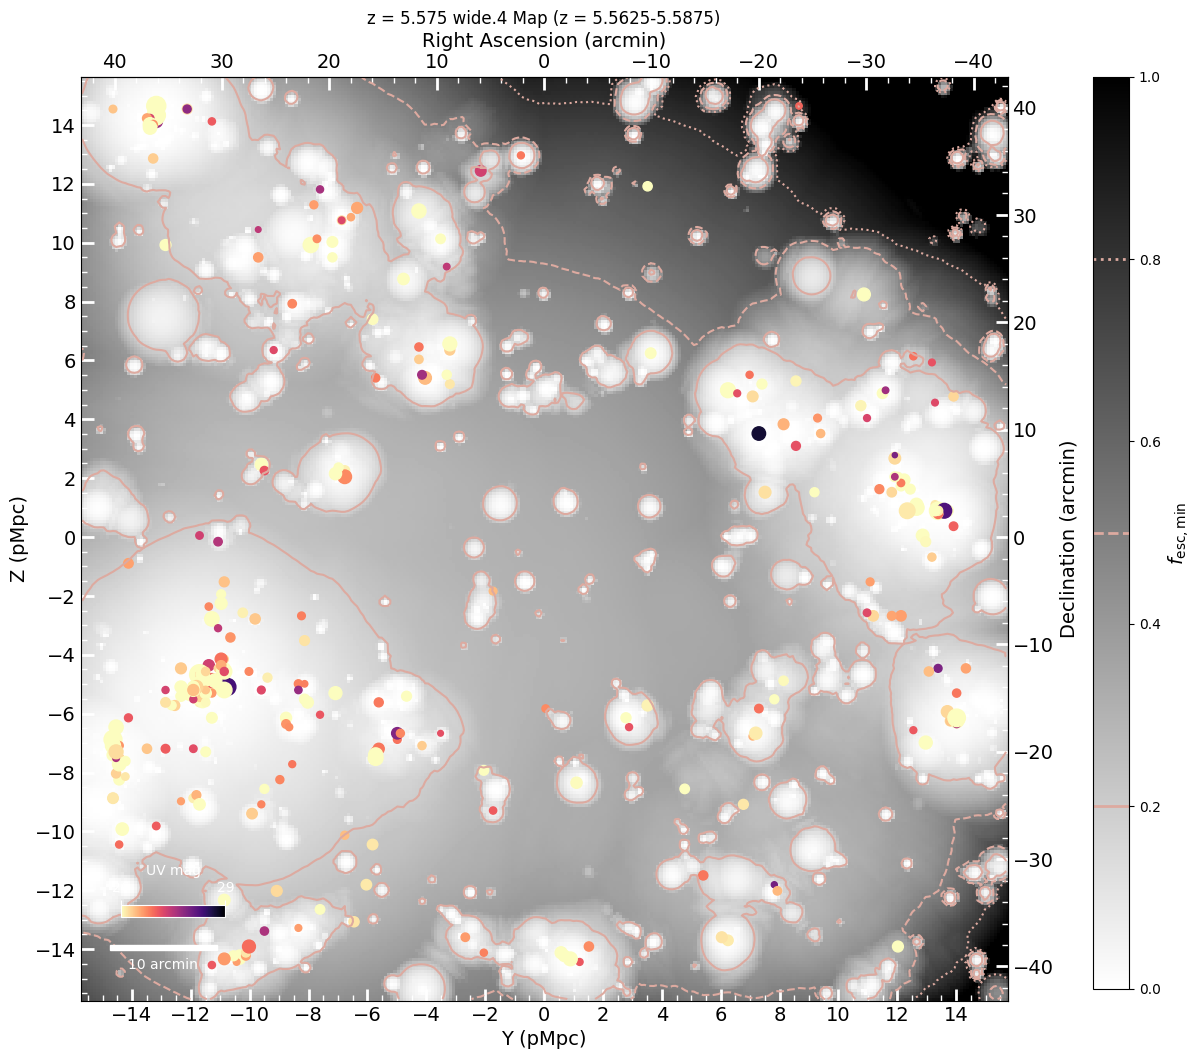 z = 5.575 wide.4 Map (z = 5.5625-5.5875)
Right Ascension (arcmin)
40 30 20 10 0 −10 −20 −30 −40
14 12 10 8 6 4 2 0 −2 −4 −6 −8 −10 −12 −14
Z (pMpc)
40 30 20 10 0 −10 −20 −30 −40
Declination (arcmin)
1.0 0.8 0.6 0.4 0.2 0.0
fesc,min
UV mag
29
10 arcmin
−14 −12 −10 −8 −6 −4 −2 0 2 4 6 8 10 12 14
Y (pMpc)